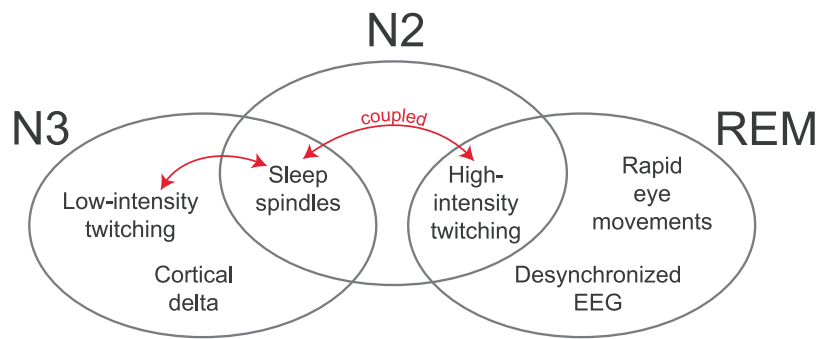 N2
N3
REM
coupled
Sleep
spindles
High-
intensity
twitching
Rapid
eye
movements
Low-intensity
twitching
Cortical
delta
Desynchronized
EEG